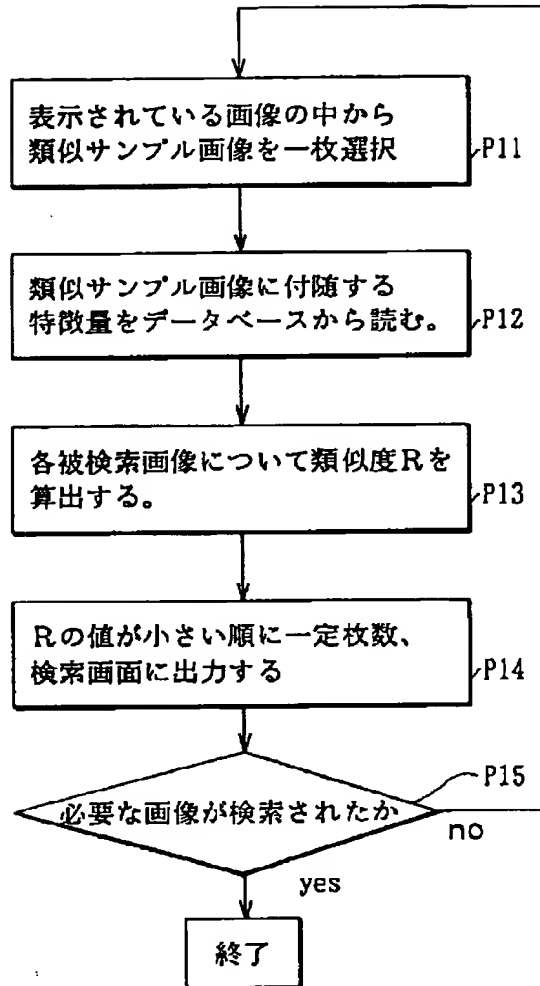 表示されている画像の中から
類似サンプル画像を一枚選択
P11
類似サンプル画像に付随する
特徴量をデータベースから読む。
P12
各被検索画像について類似度Rを
算出する。
P13
Rの値が小さい順に一定枚数、
検索画面に出力する
P14
P15
必要な画像が検索されたか
no
yes
終了